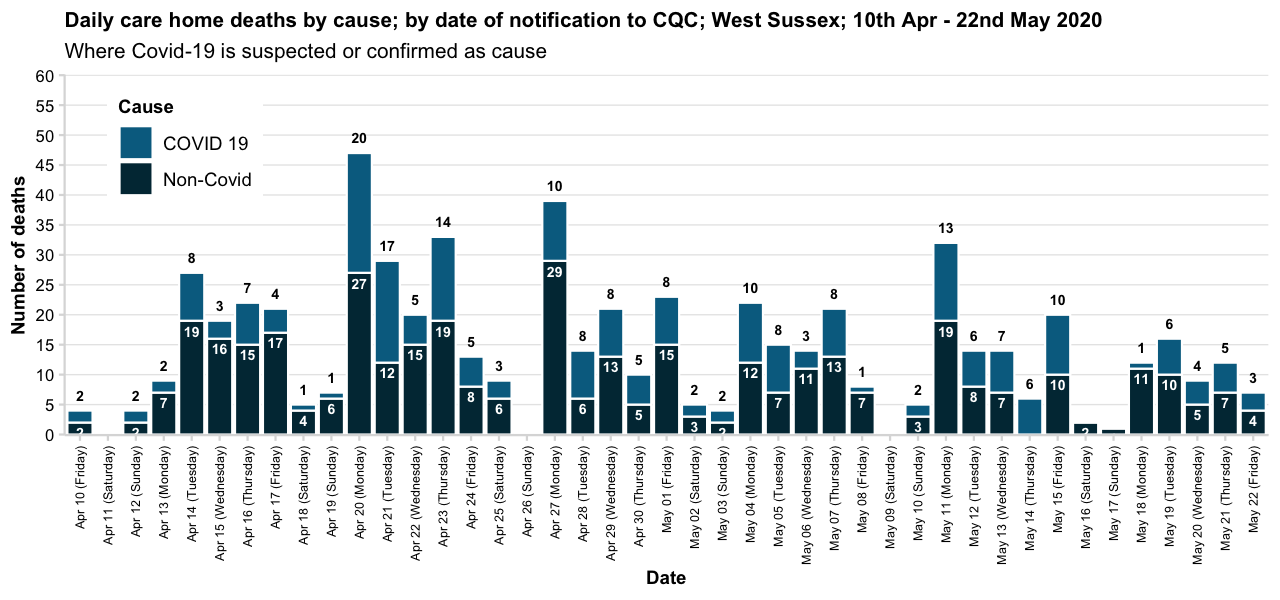 Daily care home deaths by cause; by date of notification to CQC; West Sussex; 10th Apr - 22nd May 2020
Where Covid-19 is suspected or confirmed as cause
Number of deaths
60
55
50
45
40
35
30
25
20
15
10
5
0
Cause
COVID 19
Non-Covid
2 2 2 8 3 7 4 1 1 20 17 5 14 5 3 10 8 8 5 8 2 2 10 8 3 8 1 2 13 6 7 6 10 1 6 4 5 3
2 2 7 19 16 15 17 4 6 27 12 15 19 8 6 29 6 13 5 15 3 2 12 7 11 13 7 3 19 8 7 10 2 11 10 5 7 4
Apr 10 (Friday)
Apr 11 (Saturday)
Apr 12 (Sunday)
Apr 13 (Monday)
Apr 14 (Tuesday)
Apr 15 (Wednesday)
Apr 16 (Thursday)
Apr 17 (Friday)
Apr 18 (Saturday)
Apr 19 (Sunday)
Apr 20 (Monday)
Apr 21 (Tuesday)
Apr 22 (Wednesday)
Apr 23 (Thursday)
Apr 24 (Friday)
Apr 25 (Saturday)
Apr 26 (Sunday)
Apr 27 (Monday)
Apr 28 (Tuesday)
Apr 29 (Wednesday)
Apr 30 (Thursday)
May 01 (Friday)
May 02 (Saturday)
May 03 (Sunday)
May 04 (Monday)
May 05 (Tuesday)
May 06 (Wednesday)
May 07 (Thursday)
May 08 (Friday)
May 09 (Saturday)
May 10 (Sunday)
May 11 (Monday)
May 12 (Tuesday)
May 13 (Wednesday)
May 14 (Thursday)
May 15 (Friday)
May 16 (Saturday)
May 17 (Sunday)
May 18 (Monday)
May 19 (Tuesday)
May 20 (Wednesday)
May 21 (Thursday)
May 22 (Friday)
Date